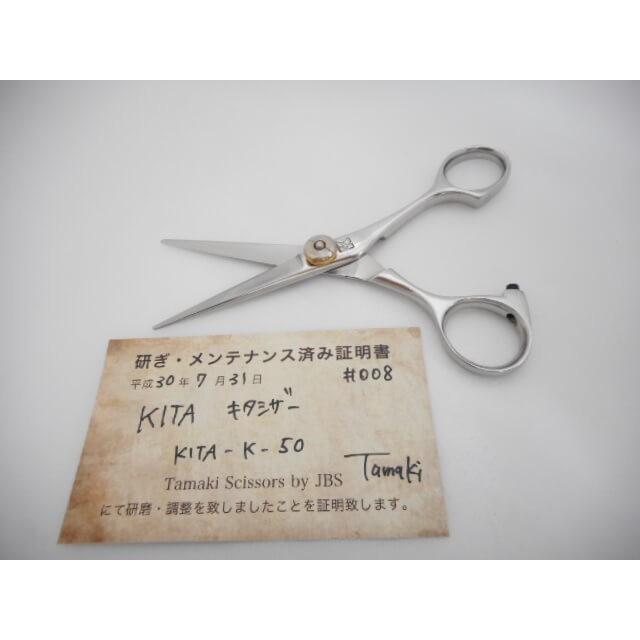 研ぎ・メンテナンス済み証明書
平成30年7月31日 #008
KITA キタシザー
KITA-K-50
Tamaki Scissors by JBS Tamaki
にて研磨・調整を致しましたことを証明致します。